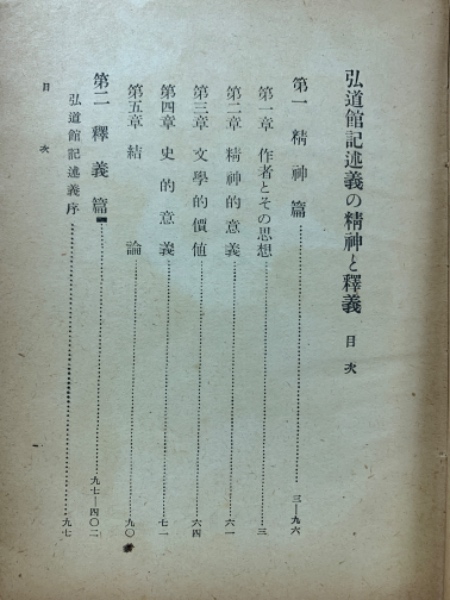 弘道館記述義の精神と釋義 目次
第一 精神篇……三―九六
第一章 作者とその思想……三
第二章 精神的意義……六一
第三章 文學的價値……六四
第四章 史的意義……七一
第五章 結論……九〇
第二 釋義篇……九七―四〇二
弘道館記述義序……九七
目次